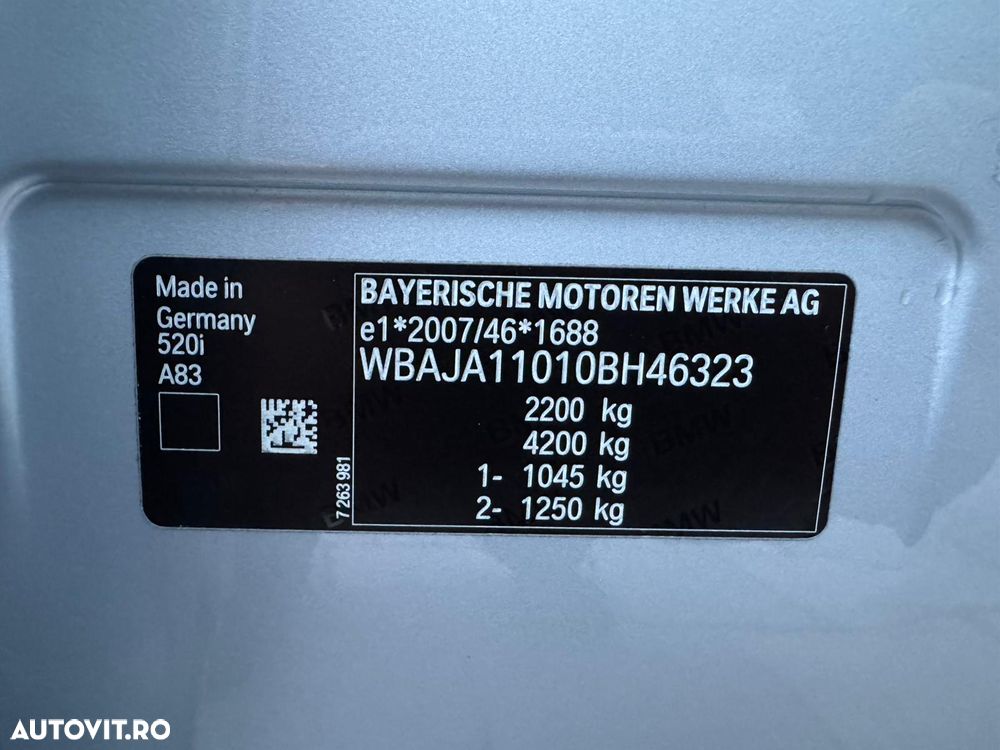 Made in
Germany
520i
A83
7 263 981
BAYERISCHE MOTOREN WERKE AG
e1*2007/46*1688
WBAJA11010BH46323
2200 kg
4200 kg
1- 1045 kg
2- 1250 kg
AUTOVIT.RO